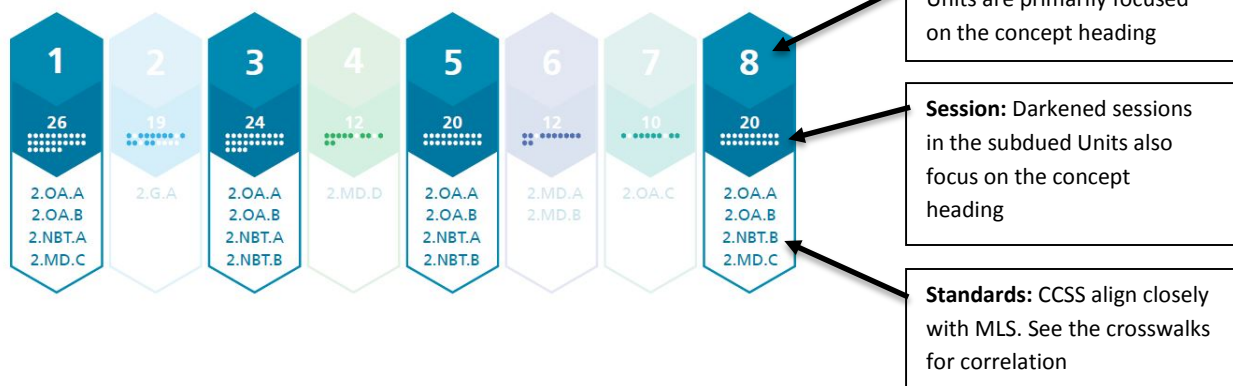 Units are primarily focused
on the concept heading
1 2 3 4 5 6 7 8
26 19 24 12 20 12 10 20
2.OA.A 2.G.A 2.OA.A 2.MD.D 2.OA.A 2.MD.A 2.OA.C 2.OA.A
2.OA.B 2.OA.B 2.OA.B 2.MD.B 2.OA.B
2.NBT.A 2.NBT.A 2.NBT.A 2.NBT.B
2.MD.C 2.NBT.B 2.NBT.B 2.MD.C
Session: Darkened sessions
in the subdued Units also
focus on the concept
heading
Standards: CCSS align closely
with MLS. See the crosswalks
for correlation